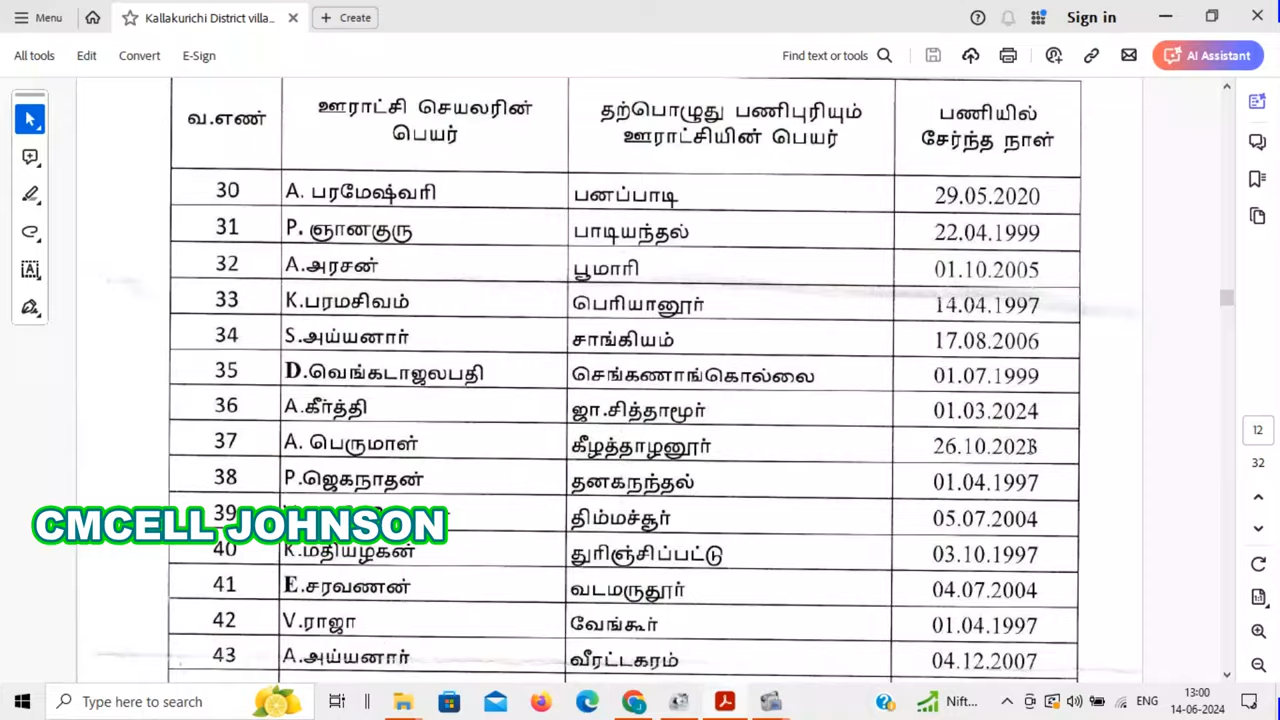 Menu
Kallakurichi District villa...
Create
Sign in
All tools
Edit
Convert
E-Sign
Find text or tools
AI Assistant
வ.எண் ஊராட்சி செயலரின் பெயர் தற்பொழுது பணிபுரியும் ஊராட்சியின் பெயர் பணியில் சேர்ந்த நாள்
30 A. பரமேஷ்வரி பனப்பாடி 29.05.2020
31 P. ஞானகுரு பாடியந்தல் 22.04.1999
32 A.அரசன் பூமாரி 01.10.2005
33 K.பரமசிவம் பெரியானூர் 14.04.1997
34 S.அய்யனார் சாங்கியம் 17.08.2006
35 D.வெங்கடாஜலபதி செங்கணாங்கொல்லை 01.07.1999
36 A.கீர்த்தி ஜா.சித்தாமூர் 01.03.2024
37 A. பெருமாள் கீழத்தாழனூர் 26.10.2023
38 P.ஜெகநாதன் தனகநந்தல் 01.04.1997
39 திம்மச்சூர் 05.07.2004
CMCELL JOHNSON
40 K.மதியழகன் துரிஞ்சிப்பட்டு 03.10.1997
41 E.சரவணன் வடமருதூர் 04.07.2004
42 V.ராஜா வேங்கூர் 01.04.1997
43 A.அய்யனார் வீரட்டகரம் 04.12.2007
12
32
Type here to search
Nift...
ENG
13:00
14-06-2024